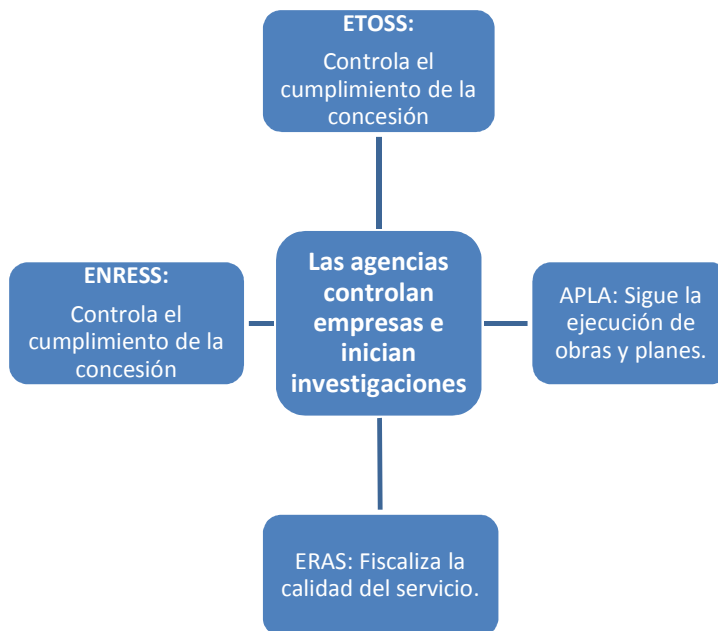 ETOSS:
Controla el
cumplimiento de la
concesión
ENRESS:
Controla el
cumplimiento de la
concesión
Las agencias
controlan
empresas e
inician
investigaciones
APLA: Sigue la
ejecución de
obras y planes.
ERAS: Fiscaliza la
calidad del servicio.